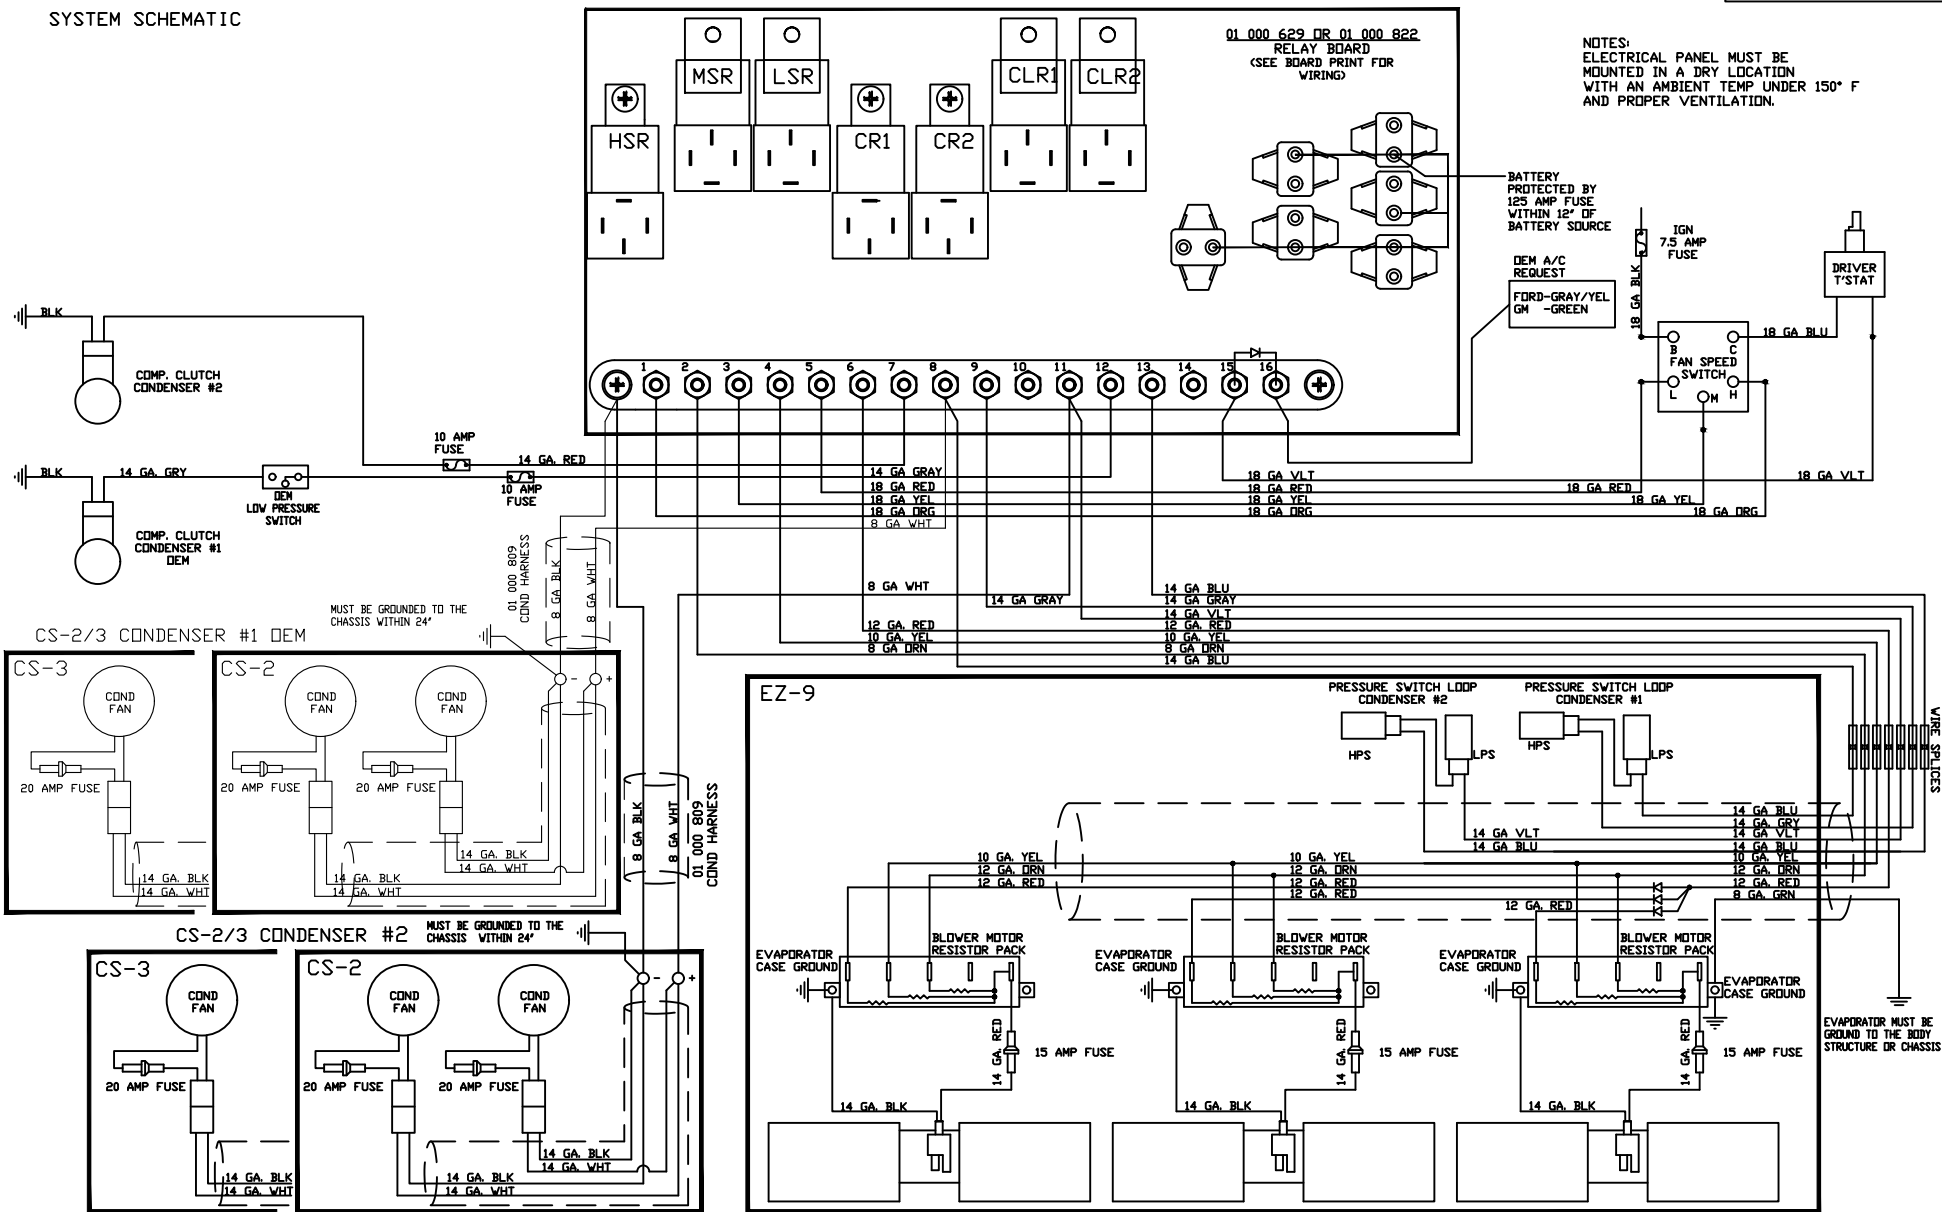 SYSTEM SCHEMATIC
01 000 629 OR 01 000 822
RELAY BOARD
(SEE BOARD PRINT FOR
WIRING)
NOTES:
ELECTRICAL PANEL MUST BE
MOUNTED IN A DRY LOCATION
WITH AN AMBIENT TEMP UNDER 150° F
AND PROPER VENTILATION.
MSR
LSR
CLR1
CLR2
HSR
CR1
CR2
BATTERY
PROTECTED BY
125 AMP FUSE
WITHIN 12" OF
BATTERY SOURCE
IGN
7.5 AMP
FUSE
18 GA BLK
DRIVER
T'STAT
OEM A/C
REQUEST
FORD-GRAY/YEL
GM -GREEN
18 GA BLU
B
C
FAN SPEED
SWITCH
L
M
H
BLK
COMP. CLUTCH
CONDENSER #2
1 2 3 4 5 6 7 8 9 10 11 12 13 14 15 16
10 AMP
FUSE
14 GA. RED
BLK
14 GA. GRY
OEM
LOW PRESSURE
SWITCH
10 AMP
FUSE
COMP. CLUTCH
CONDENSER #1
OEM
14 GA GRAY
18 GA RED
18 GA YEL
18 GA ORG
8 GA WHT
18 GA VLT
18 GA RED
18 GA YEL
18 GA ORG
18 GA RED
18 GA YEL
18 GA ORG
18 GA VLT
01 000 809
COND HARNESS
8 GA BLK
8 GA WHT
MUST BE GROUNDED TO THE
CHASSIS WITHIN 24"
8 GA WHT
14 GA GRAY
12 GA. RED
10 GA. YEL
8 GA ORN
14 GA BLU
14 GA GRAY
14 GA VLT
12 GA. RED
10 GA. YEL
8 GA ORN
14 GA BLU
CS-2/3 CONDENSER #1 OEM
CS-3
COND
FAN
20 AMP FUSE
14 GA. BLK
14 GA. WHT
CS-2
COND
FAN
COND
FAN
- +
20 AMP FUSE
20 AMP FUSE
14 GA. BLK
14 GA. WHT
14 GA. BLK
14 GA. WHT
8 GA BLK
8 GA WHT
01 000 809
COND HARNESS
CS-2/3 CONDENSER #2
MUST BE GROUNDED TO THE
CHASSIS WITHIN 24"
CS-3
COND
FAN
20 AMP FUSE
14 GA. BLK
14 GA. WHT
CS-2
COND
FAN
COND
FAN
- +
20 AMP FUSE
20 AMP FUSE
14 GA. BLK
14 GA. WHT
14 GA. BLK
14 GA. WHT
EZ-9
PRESSURE SWITCH LOOP
CONDENSER #2
HPS
LPS
PRESSURE SWITCH LOOP
CONDENSER #1
HPS
LPS
WIRE SPLICES
14 GA VLT
14 GA BLU
14 GA BLU
14 GA. GRY
14 GA VLT
14 GA BLU
10 GA. YEL
12 GA. ORN
12 GA. RED
8 GA. GRN
10 GA. YEL
12 GA. ORN
12 GA. RED
10 GA. YEL
12 GA. ORN
12 GA. RED
12 GA. RED
12 GA. RED
EVAPORATOR
CASE GROUND
BLOWER MOTOR
RESISTOR PACK
14 GA. RED
15 AMP FUSE
14 GA. BLK
EVAPORATOR
CASE GROUND
BLOWER MOTOR
RESISTOR PACK
14 GA. RED
15 AMP FUSE
14 GA. BLK
EVAPORATOR
CASE GROUND
BLOWER MOTOR
RESISTOR PACK
EVAPORATOR
CASE GROUND
14 GA. RED
15 AMP FUSE
14 GA. BLK
EVAPORATOR MUST BE
GROUND TO THE BODY
STRUCTURE OR CHASSIS